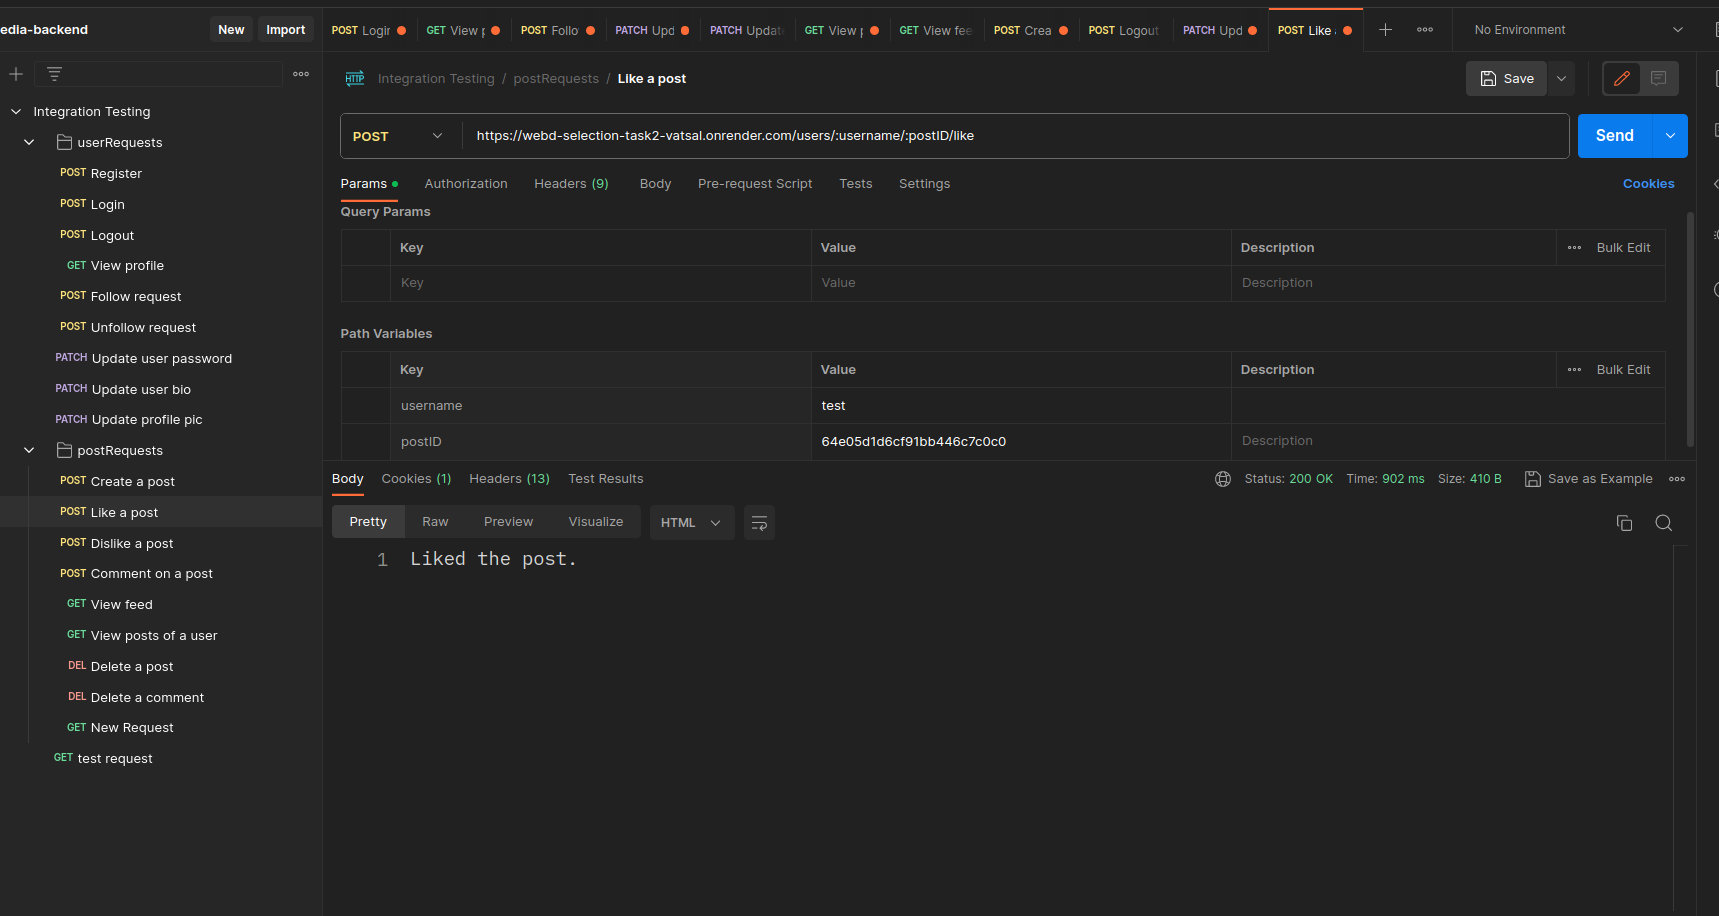 edia-backend
New
Import
POST Login
GET View p
POST Follo
PATCH Upd
PATCH Updat
GET View p
GET View fee
POST Crea
POST Logout
PATCH Upd
POST Like
No Environment
Integration Testing / postRequests / Like a post
Save
POST
https://webd-selection-task2-vatsal.onrender.com/users/:username/:postID/like
Send
Params
Authorization
Headers (9)
Body
Pre-request Script
Tests
Settings
Cookies
Query Params
Key Value Description Bulk Edit
Key Value Description
Path Variables
Key Value Description Bulk Edit
username test
postID 64e05d1d6cf91bb446c7c0c0 Description
Integration Testing
userRequests
POST Register
POST Login
POST Logout
GET View profile
POST Follow request
POST Unfollow request
PATCH Update user password
PATCH Update user bio
PATCH Update profile pic
postRequests
POST Create a post
POST Like a post
POST Dislike a post
POST Comment on a post
GET View feed
GET View posts of a user
DEL Delete a post
DEL Delete a comment
GET New Request
GET test request
Body
Cookies (1)
Headers (13)
Test Results
Status: 200 OK
Time: 902 ms
Size: 410 B
Save as Example
Pretty
Raw
Preview
Visualize
HTML
1 Liked the post.
HTTP